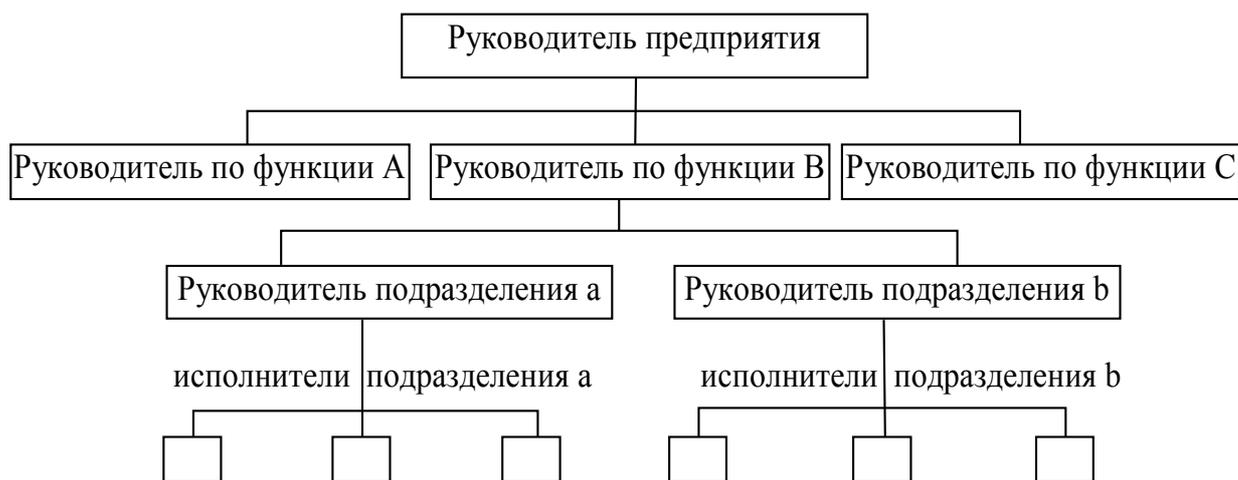 Руководитель предприятия
Руководитель по функции А
Руководитель по функции В
Руководитель по функции С
Руководитель подразделения a
Руководитель подразделения b
исполнители подразделения a
исполнители подразделения b